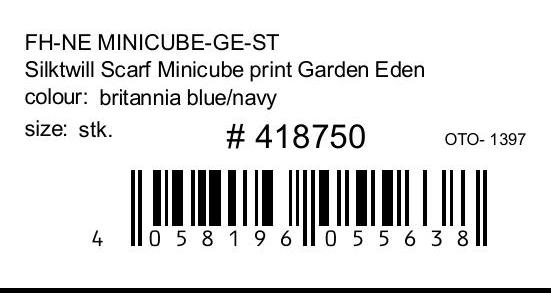 FH-NE MINICUBE-GE-ST
Silktwill Scarf Minicube print Garden Eden
colour: britannia blue/navy
size: stk. # 418750 OTO- 1397
4 058196 055638